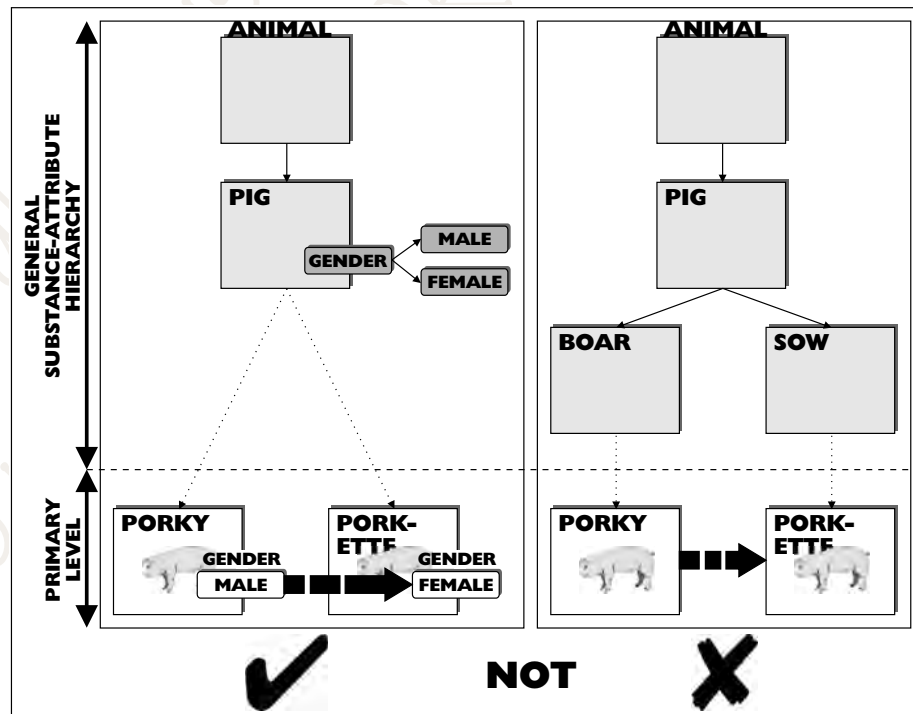 GENERAL
SUBSTANCE-ATTRIBUTE
HIERARCHY
PRIMARY
LEVEL
ANIMAL
PIG
GENDER
MALE
FEMALE
PORKY
GENDER
MALE
PORK-
ETTE
GENDER
FEMALE
ANIMAL
PIG
BOAR
SOW
PORKY
PORK-
ETTE
NOT